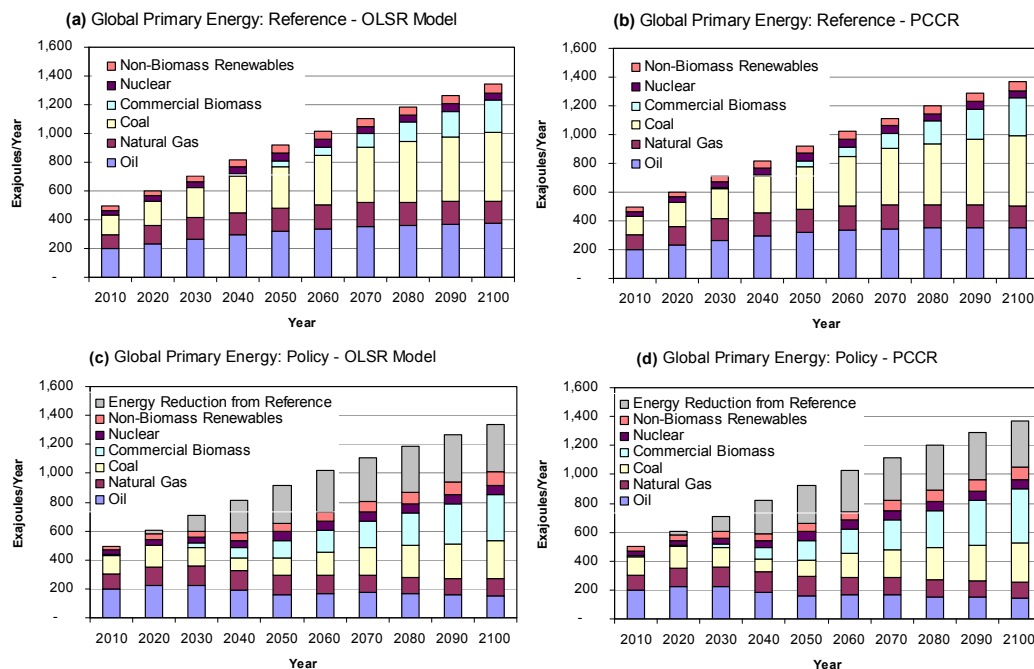 (a) Global Primary Energy: Reference - OLSR Model
1,600
1,400
1,200
1,000
800
600
400
200
-
Exajoules/Year
Non-Biomass Renewables
Nuclear
Commercial Biomass
Coal
Natural Gas
Oil
2010 2020 2030 2040 2050 2060 2070 2080 2090 2100
Year
(b) Global Primary Energy: Reference - PCCR
1,600
1,400
1,200
1,000
800
600
400
200
-
Exajoules/Year
Non-Biomass Renewables
Nuclear
Commercial Biomass
Coal
Natural Gas
Oil
2010 2020 2030 2040 2050 2060 2070 2080 2090 2100
Year
(c) Global Primary Energy: Policy - OLSR Model
1,600
1,400
1,200
1,000
800
600
400
200
-
Exajoules/Year
Energy Reduction from Reference
Non-Biomass Renewables
Nuclear
Commercial Biomass
Coal
Natural Gas
Oil
2010 2020 2030 2040 2050 2060 2070 2080 2090 2100
Year
(d) Global Primary Energy: Policy - PCCR
1,600
1,400
1,200
1,000
800
600
400
200
-
Exajoules/Year
Energy Reduction from Reference
Non-Biomass Renewables
Nuclear
Commercial Biomass
Coal
Natural Gas
Oil
2010 2020 2030 2040 2050 2060 2070 2080 2090 2100
Year